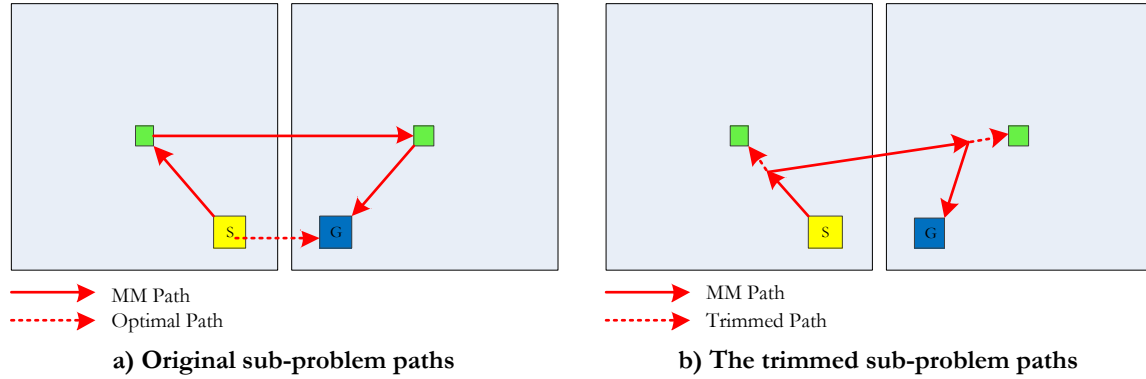 S
G
MM Path
Optimal Path
a) Original sub-problem paths
S
G
MM Path
Trimmed Path
b) The trimmed sub-problem paths